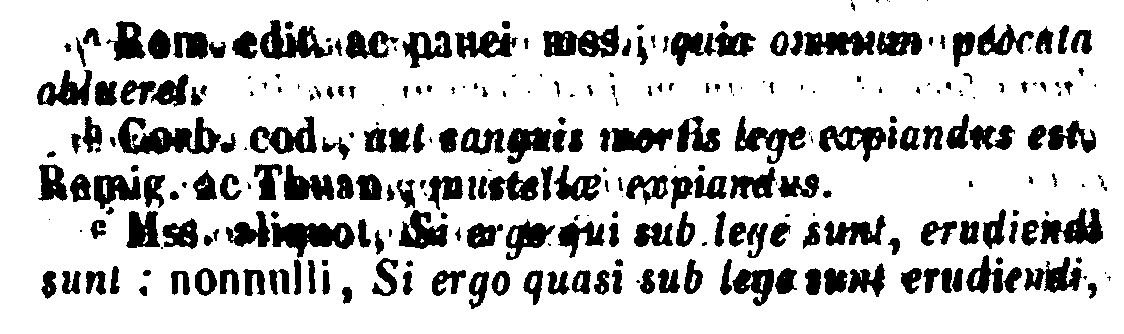 ᵃ Rom. edit. ac pauci mss., quia omnium peccata
ablueret.
ᵇ Corb. cod., aut sanguis mortis lege expiandus est.
Remig. ac Thuan., mustellæ expiandus.
ᶜ Mss. aliquot, Si ergo qui sub lege sunt, erudiendi
sunt : nonnulli, Si ergo quasi sub lege sunt erudiendi,